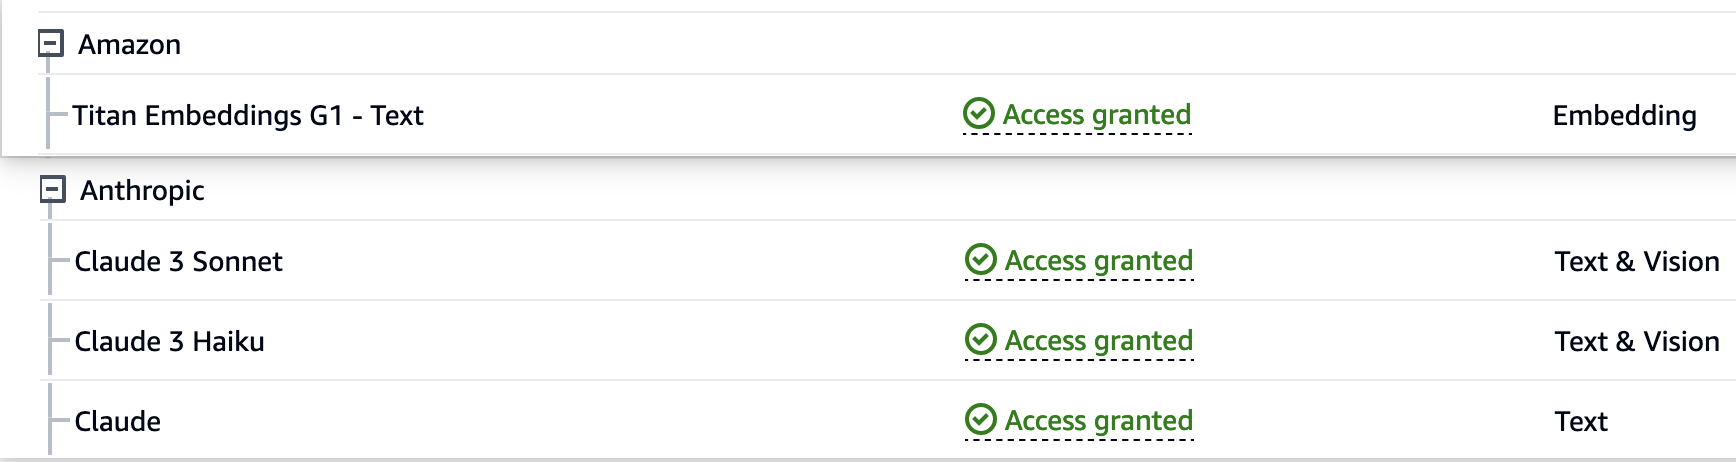 Amazon
Titan Embeddings G1 - Text Access granted Embedding
Anthropic
Claude 3 Sonnet Access granted Text & Vision
Claude 3 Haiku Access granted Text & Vision
Claude Access granted Text